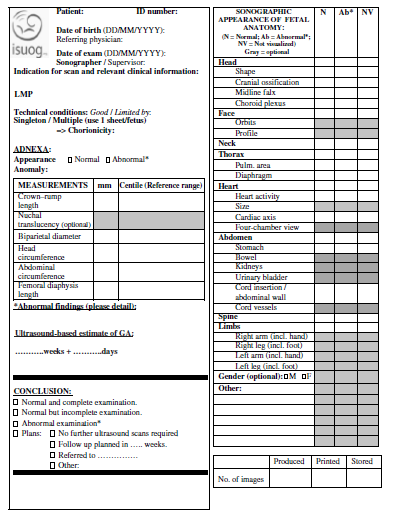 isuog
Patient: ID number:
Date of birth (DD/MM/YYYY):
Referring physician:
Date of exam (DD/MM/YYYY):
Sonographer / Supervisor:
Indication for scan and relevant clinical information:
LMP
Technical conditions: Good / Limited by:
Singleton / Multiple (use 1 sheet/fetus)
=> Chorionicity:
ADNEXA:
Appearance □ Normal □ Abnormal*
Anomaly:
MEASUREMENTS mm Centile (Reference range)
Crown–rump
length
Nuchal
translucency (optional)
Biparietal diameter
Head
circumference
Abdominal
circumference
Femoral diaphysis
length
*Abnormal findings (please detail):
Ultrasound-based estimate of GA:
...........weeks + ...........days
CONCLUSION:
□ Normal and complete examination.
□ Normal but incomplete examination.
□ Abnormal examination*
□ Plans: □ No further ultrasound scans required
□ Follow up planned in ..... weeks.
□ Referred to ...............
□ Other:
SONOGRAPHIC N Ab* NV
APPEARANCE OF FETAL
ANATOMY:
(N = Normal; Ab = Abnormal*;
NV = Not visualized)
Gray = optional
Head
Shape
Cranial ossification
Midline falx
Choroid plexus
Face
Orbits
Profile
Neck
Thorax
Pulm. area
Diaphragm
Heart
Heart activity
Size
Cardiac axis
Four-chamber view
Abdomen
Stomach
Bowel
Kidneys
Urinary bladder
Cord insertion /
abdominal wall
Cord vessels
Spine
Limbs
Right arm (incl. hand)
Right leg (incl. foot)
Left arm (incl. hand)
Left leg (incl. foot)
Gender (optional): □M □F
Other:
Produced Printed Stored
No. of images